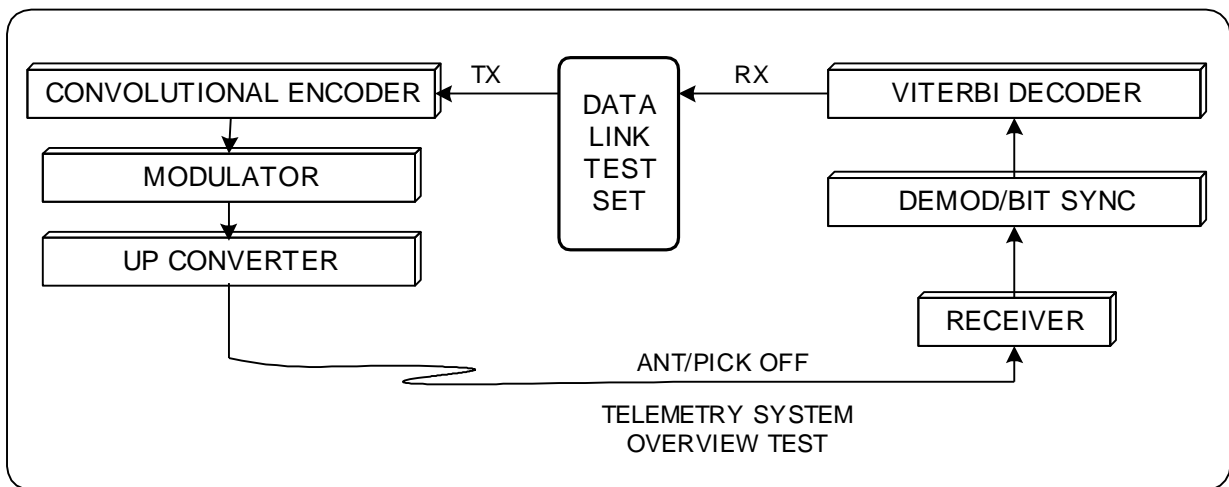 CONVOLUTIONAL ENCODER
TX
DATA
LINK
TEST
SET
RX
VITERBI DECODER
MODULATOR
DEMOD/BIT SYNC
UP CONVERTER
RECEIVER
ANT/PICK OFF
TELEMETRY SYSTEM
OVERVIEW TEST